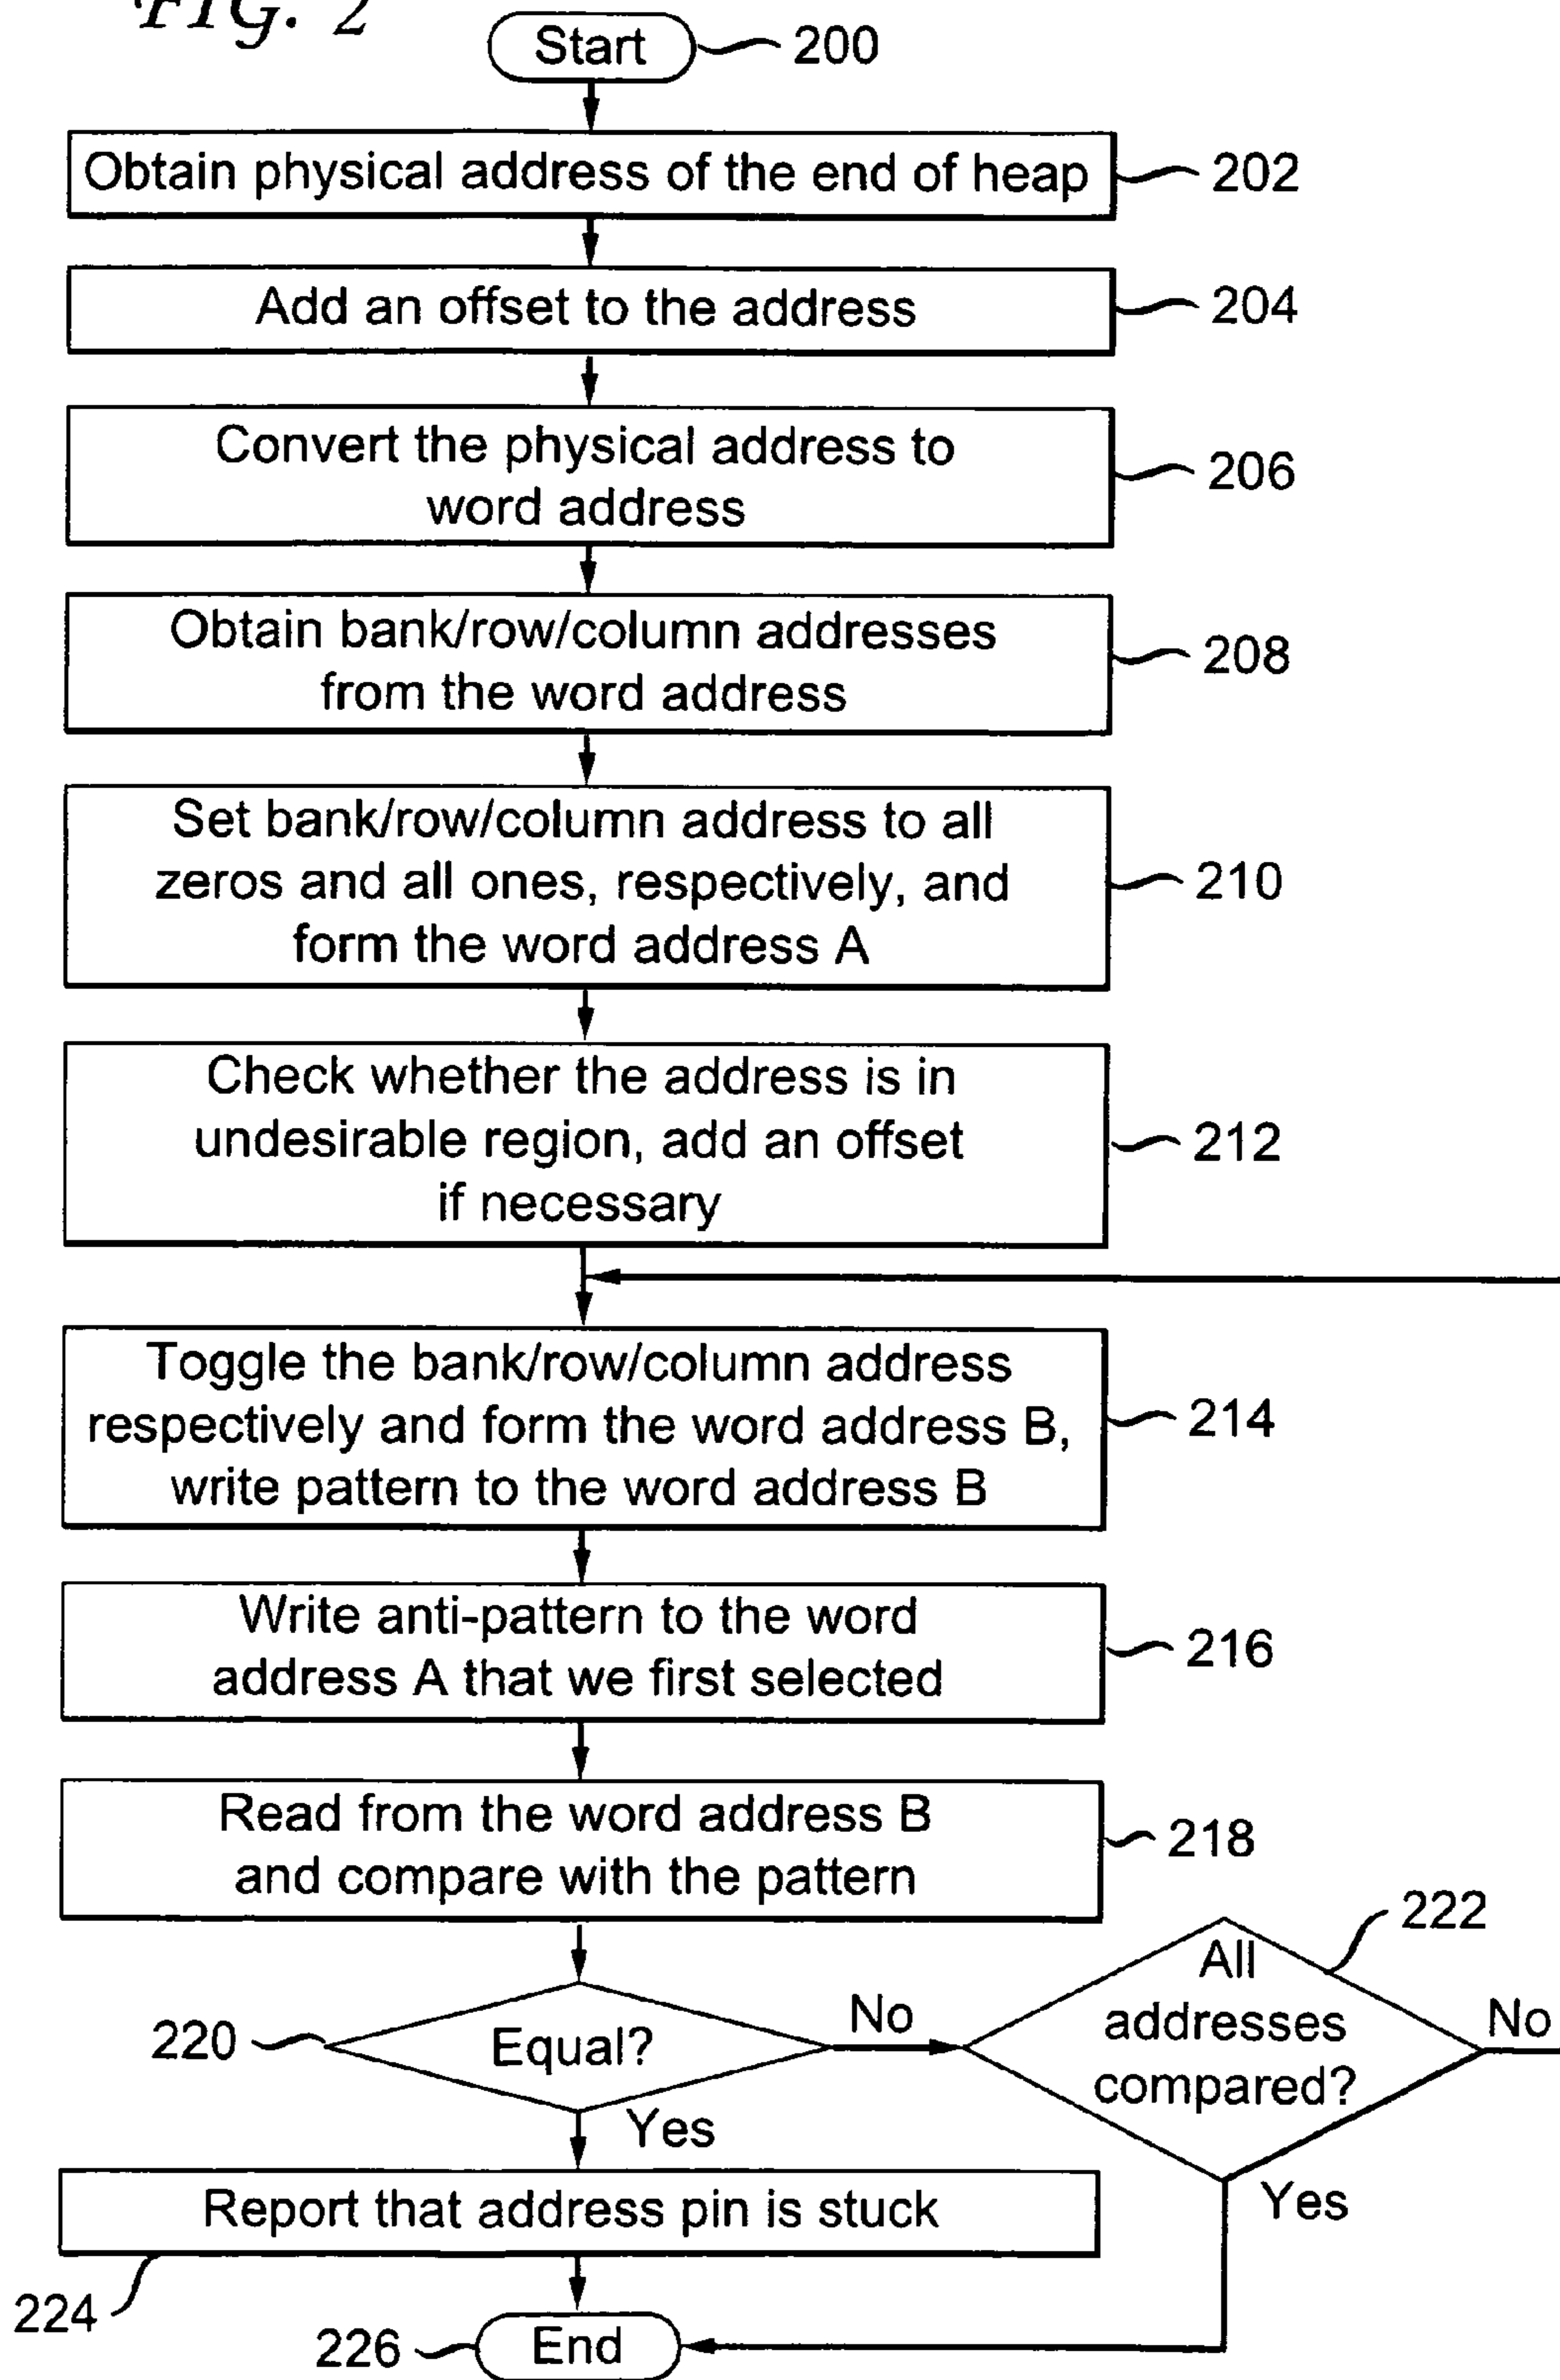 FIG. 2
Start
200
Obtain physical address of the end of heap
202
Add an offset to the address
204
Convert the physical address to
word address
206
Obtain bank/row/column addresses
from the word address
208
Set bank/row/column address to all
zeros and all ones, respectively, and
form the word address A
210
Check whether the address is in
undesirable region, add an offset
if necessary
212
Toggle the bank/row/column address
respectively and form the word address B,
write pattern to the word address B
214
Write anti-pattern to the word
address A that we first selected
216
Read from the word address B
and compare with the pattern
218
220
Equal?
No
Yes
222
All
addresses
compared?
No
Yes
Report that address pin is stuck
224
226
End